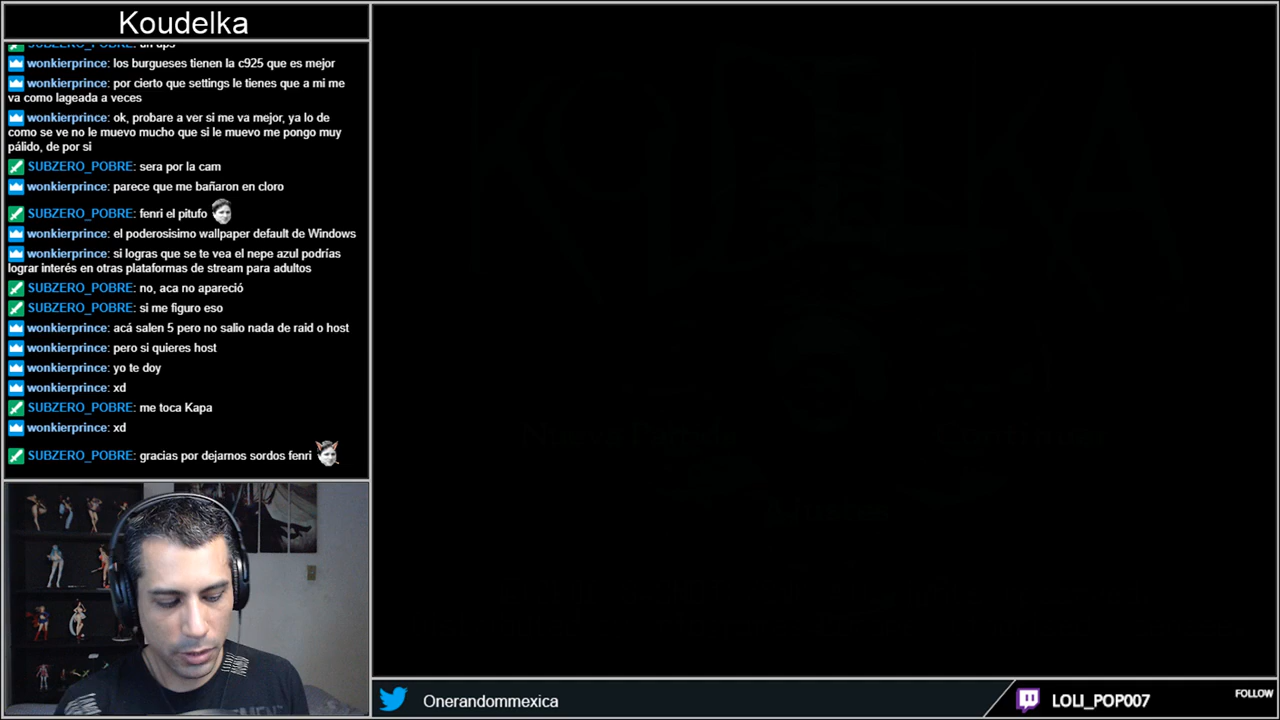 Koudelka
SUBZERO_POBRE: un ups
wonkierprince: los burgueses tienen la c925 que es mejor
wonkierprince: por cierto que settings le tienes que a mi me
va como lageada a veces
wonkierprince: ok, probare a ver si me va mejor, ya lo de
como se ve no le muevo mucho que si le muevo me pongo muy
pálido, de por si
SUBZERO_POBRE: sera por la cam
wonkierprince: parece que me bañaron en cloro
SUBZERO_POBRE: fenri el pitufo
wonkierprince: el poderosisimo wallpaper default de Windows
wonkierprince: si logras que se te vea el nepe azul podrías
lograr interés en otras plataformas de stream para adultos
SUBZERO_POBRE: no, aca no apareció
SUBZERO_POBRE: si me figuro eso
wonkierprince: acá salen 5 pero no salio nada de raid o host
wonkierprince: pero si quieres host
wonkierprince: yo te doy
wonkierprince: xd
SUBZERO_POBRE: me toca Kapa
wonkierprince: xd
SUBZERO_POBRE: gracias por dejarnos sordos fenri
Onerandommexica
LOLI_POP007
FOLLOW